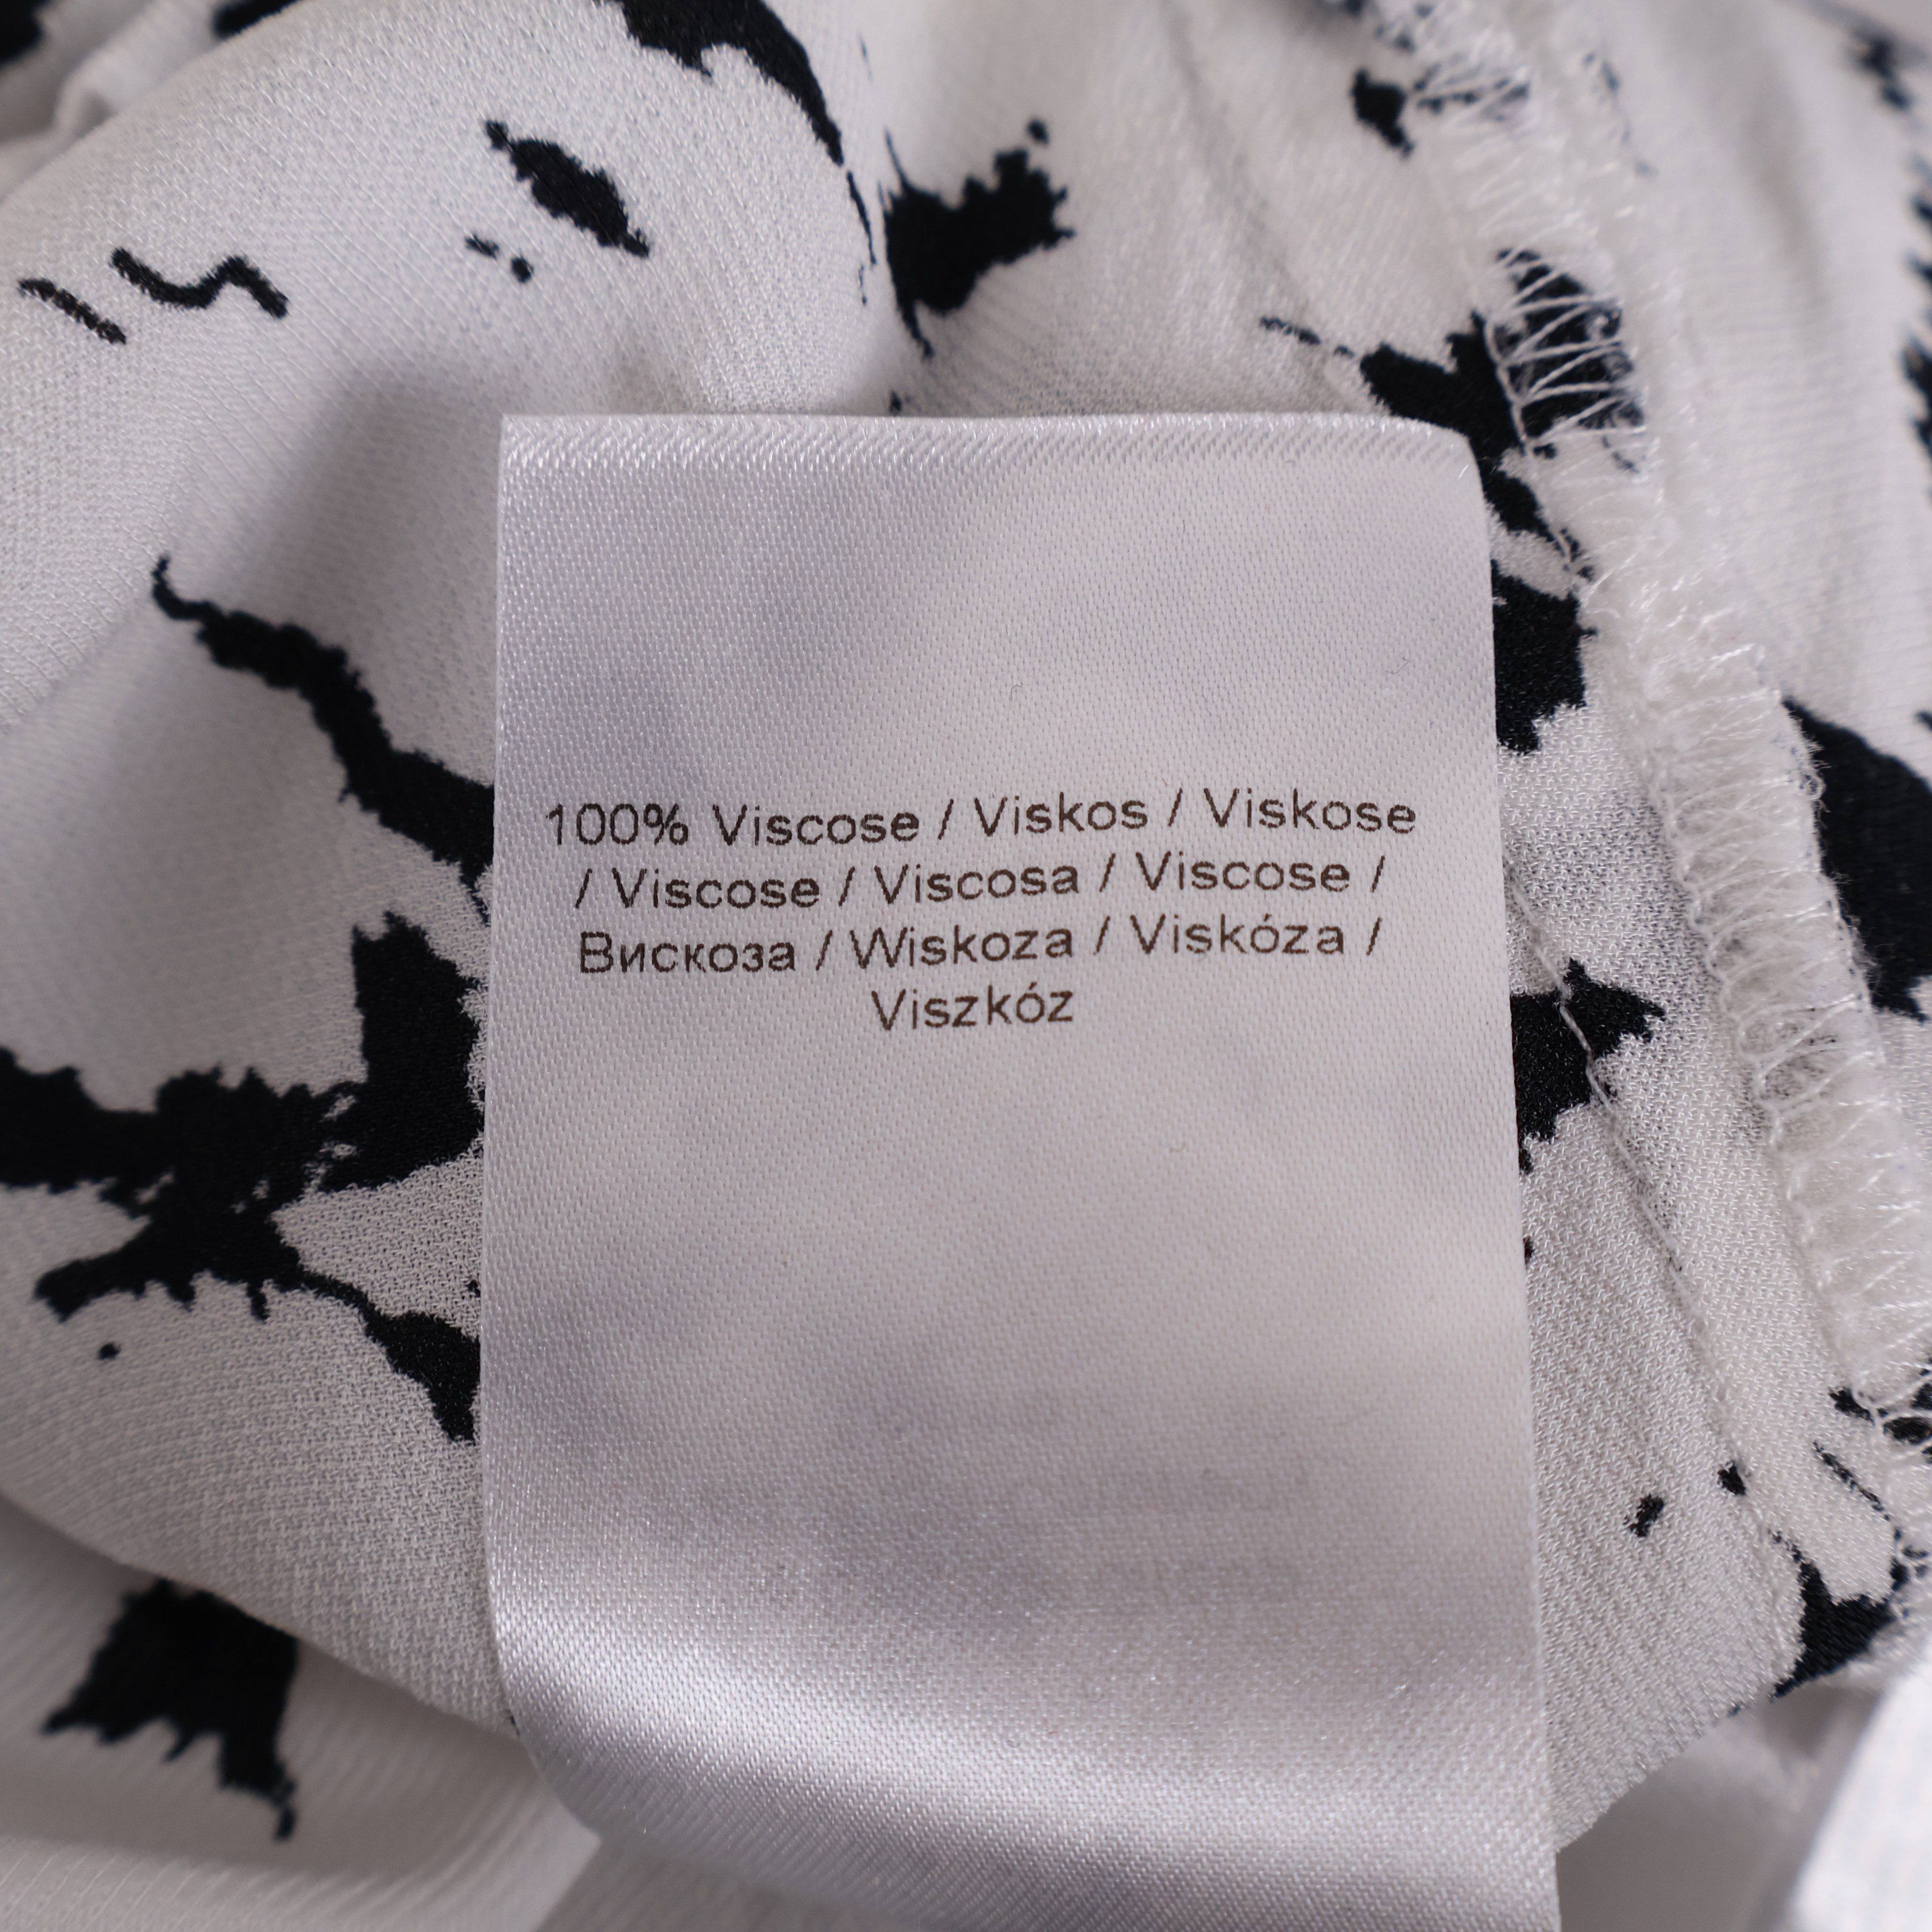 100% Viscose / Viskos / Viskose
/ Viscose / Viscosa / Viscose /
Вискоза / Wiskoza / Viskóza /
Viszkóz